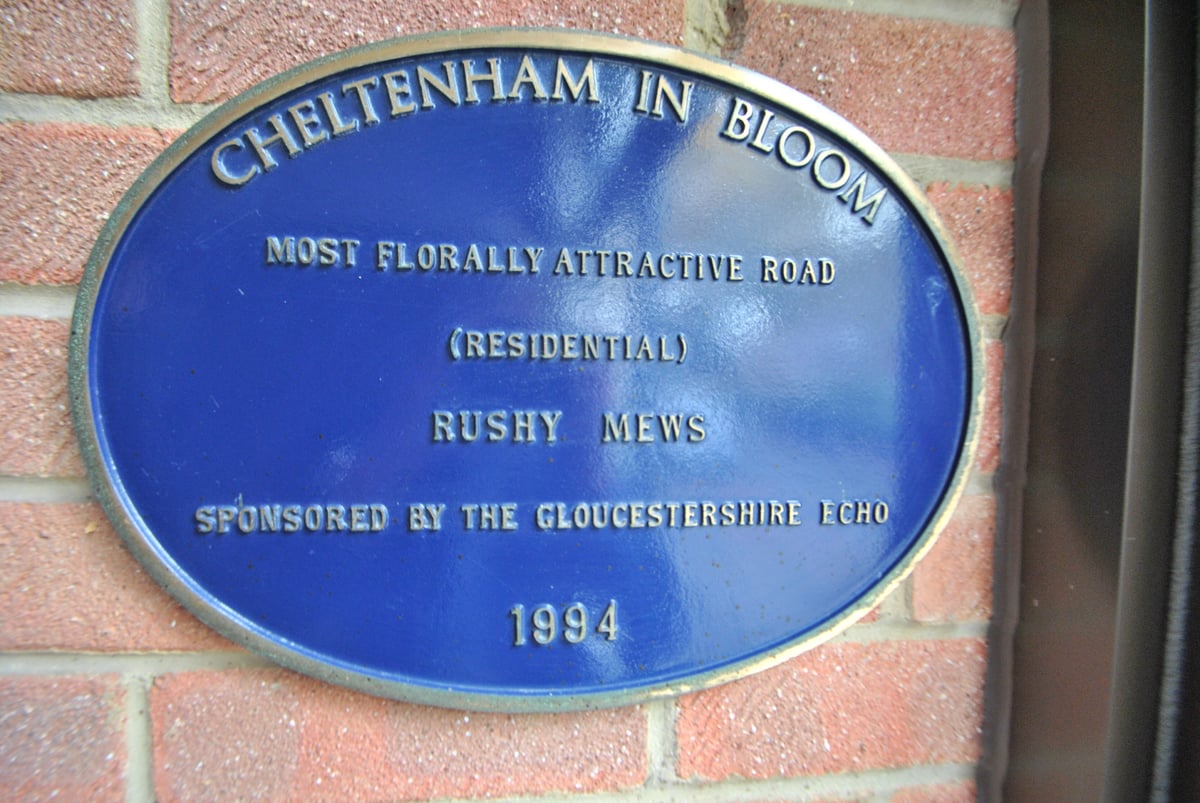 CHELTENHAM IN BLOOM
MOST FLORALLY ATTRACTIVE ROAD
(RESIDENTIAL)
RUSHY MEWS
SPONSORED BY THE GLOUCESTERSHIRE ECHO
1994